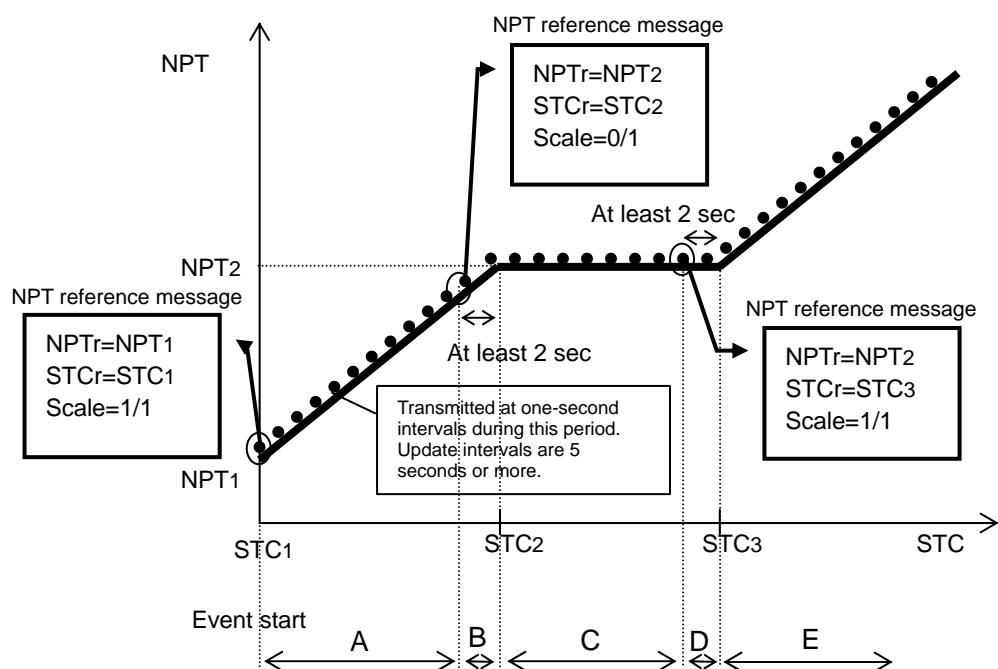 NPT reference message
NPT
NPTr=NPT2
STCr=STC2
Scale=0/1
At least 2 sec
NPT2
NPT reference message
NPTr=NPT1
STCr=STC1
Scale=1/1
At least 2 sec
NPT reference message
NPTr=NPT2
STCr=STC3
Scale=1/1
Transmitted at one-second
intervals during this period.
Update intervals are 5
seconds or more.
NPT1
STC1
STC2
STC3
STC
Event start
A
B
C
D
E